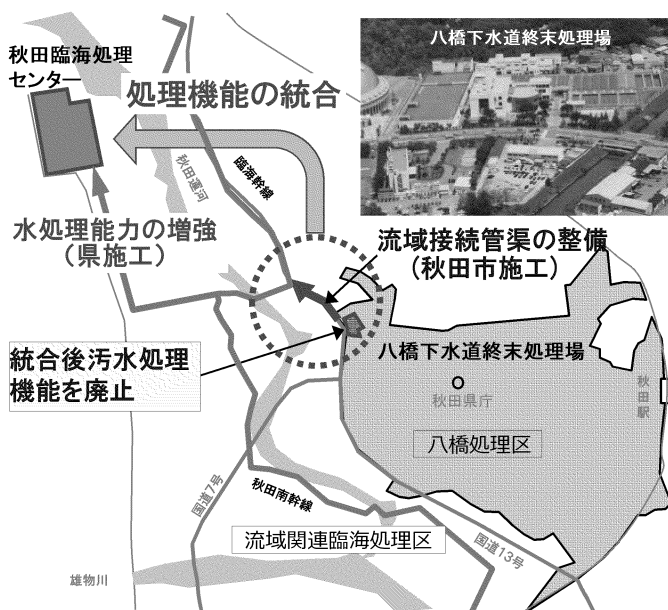 秋田臨海処理
センター
八橋下水道終末処理場
処理機能の統合
臨海幹線
秋田運河
水処理能力の増強
（県施工）
流域接続管渠の整備
（秋田市施工）
統合後汚水処理
機能を廃止
八橋下水道終末処理場
秋田県庁
秋田駅
八橋処理区
国道7号
秋田南幹線
流域関連臨海処理区
国道13号
雄物川